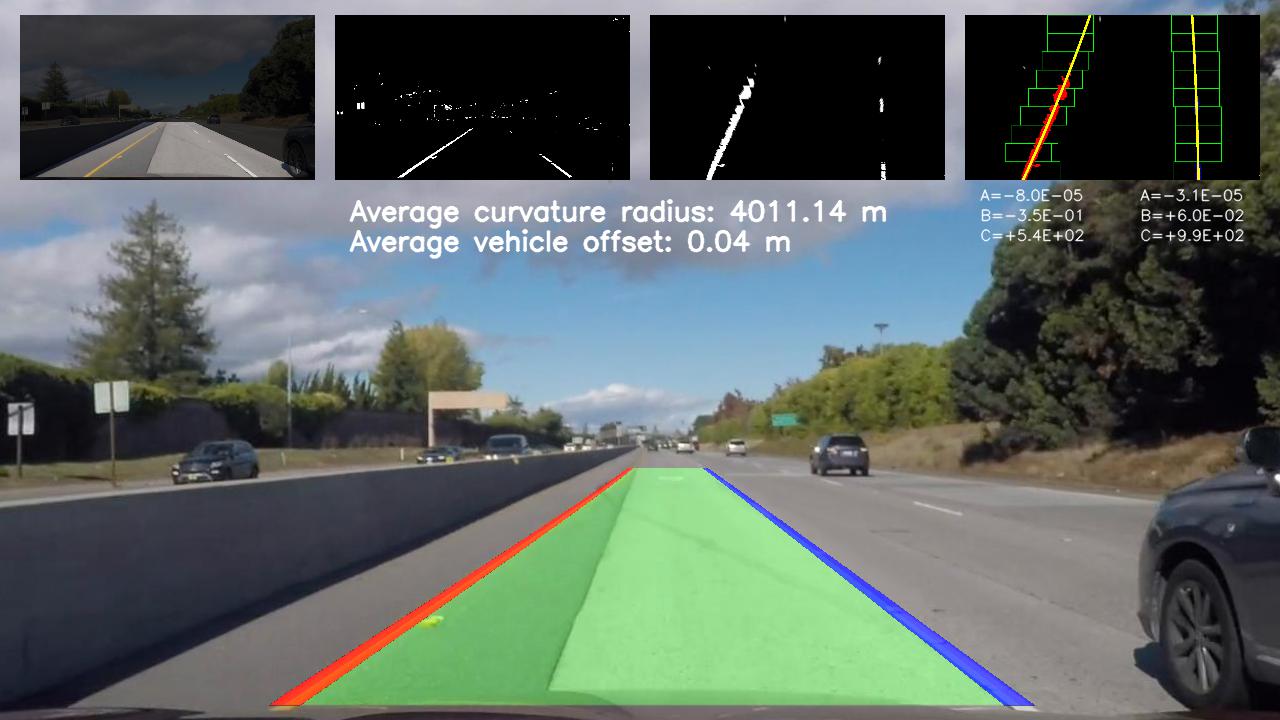 A=-8.0E-05 A=-3.1E-05
B=-3.5E-01 B=+6.0E-02
C=+5.4E+02 C=+9.9E+02
Average curvature radius: 4011.14 m
Average vehicle offset: 0.04 m